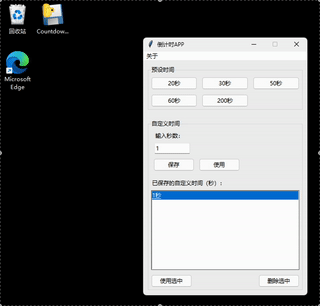 回收站
Countdow...
Microsoft
Edge
倒计时APP
关于
预设时间
20秒
30秒
50秒
60秒
200秒
自定义时间
输入秒数：
1
保存
使用
已保存的自定义时间（秒）：
1秒
使用选中
删除选中